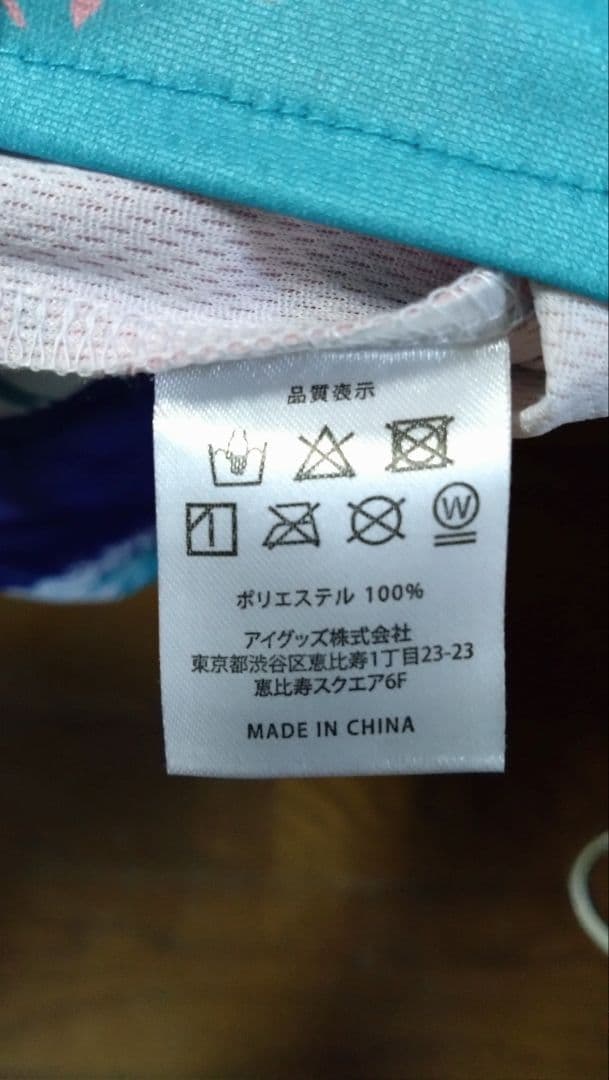 品質表示
W
ポリエステル 100%
アイグッズ株式会社
東京都渋谷区恵比寿1丁目23-23
恵比寿スクエア6F
MADE IN CHINA